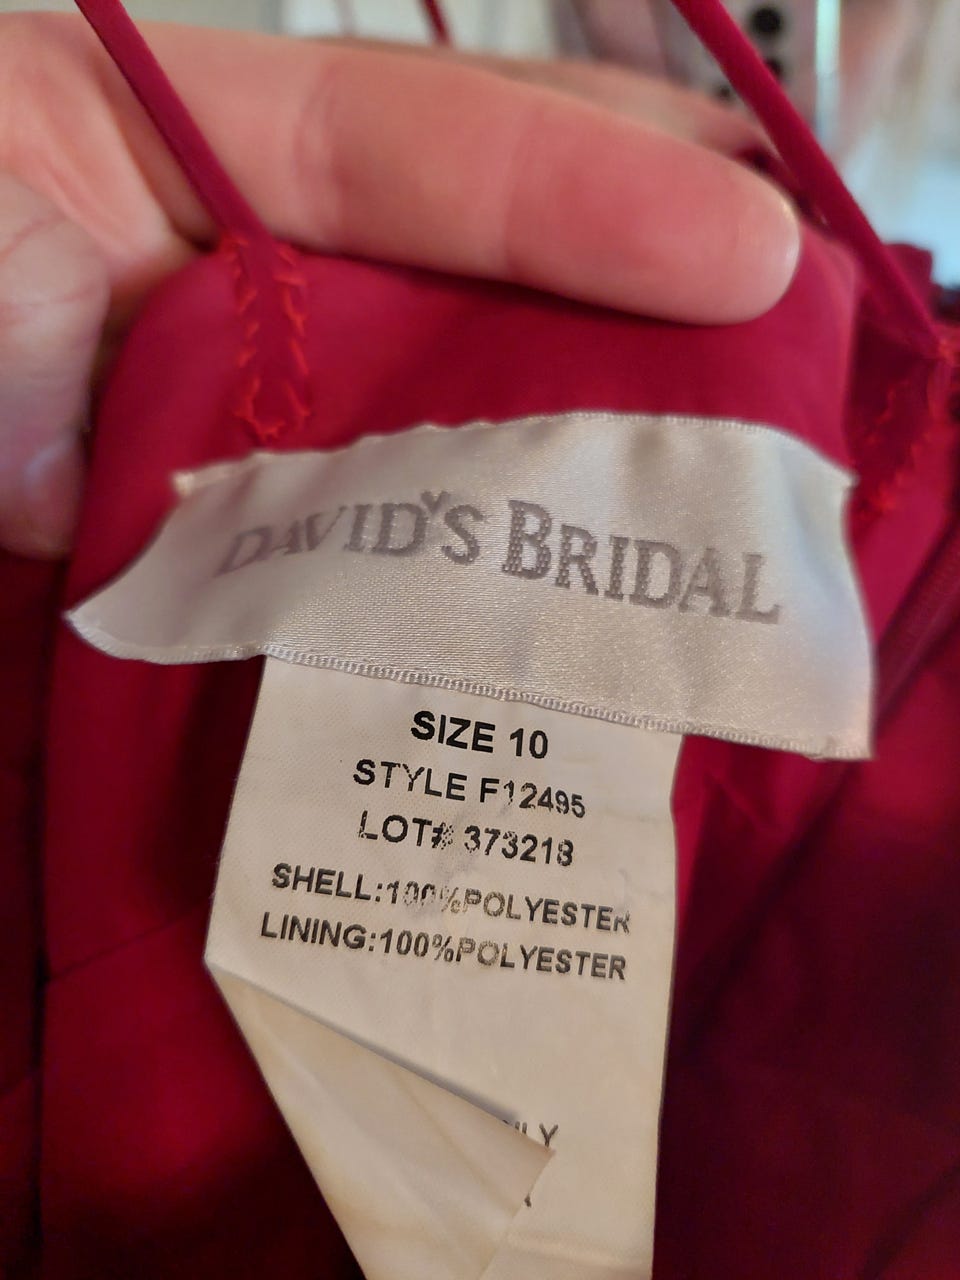 DAVID'S BRIDAL
SIZE 10
STYLE F12495
LOT# 373218
SHELL:100%POLYESTER
LINING:100%POLYESTER